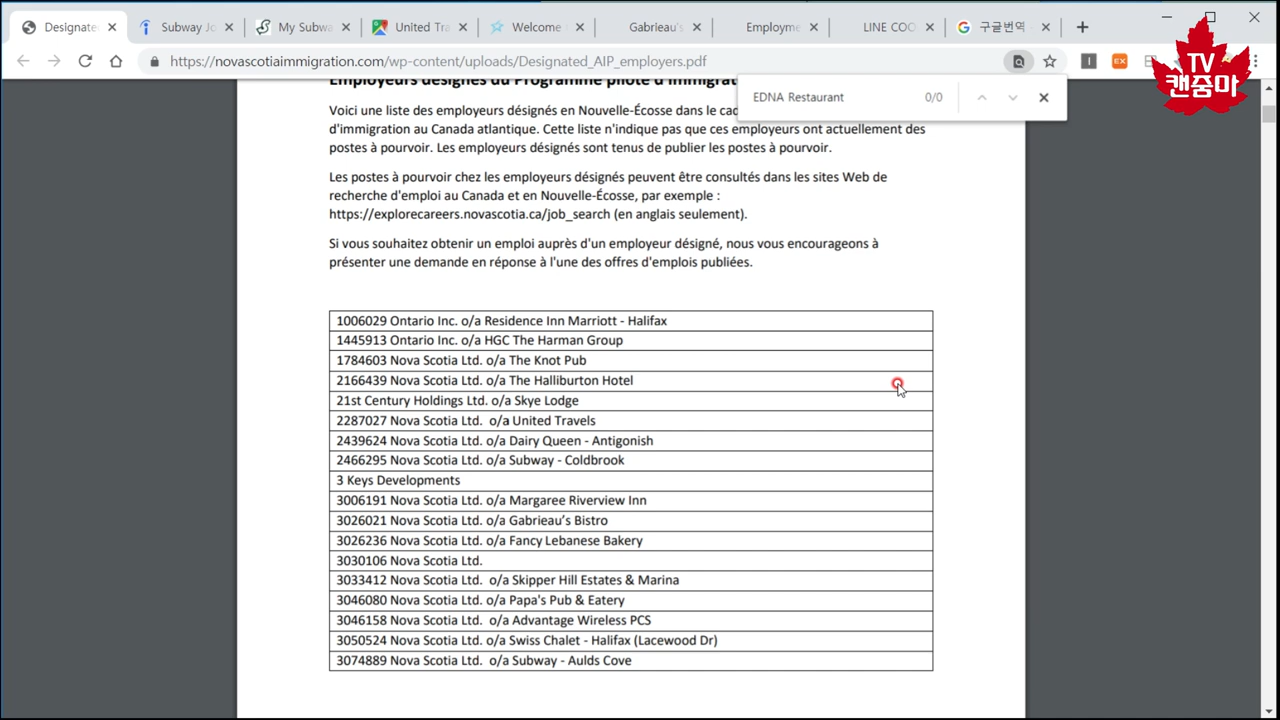 Designate
Subway Jo
My Subwa
United Tra
Welcome
Gabrieau's
Employme
LINE COO
구글번역
https://novascotiaimmigration.com/wp-content/uploads/Designated_AIP_employers.pdf
EX
TV
캔줌마
EDNA Restaurant
0/0
Employeurs désignés du Programme pilote d'immigrat
Voici une liste des employeurs désignés en Nouvelle-Écosse dans le cad
d'immigration au Canada atlantique. Cette liste n'indique pas que ces employeurs ont actuellement des
postes à pourvoir. Les employeurs désignés sont tenus de publier les postes à pourvoir.
Les postes à pourvoir chez les employeurs désignés peuvent être consultés dans les sites Web de
recherche d'emploi au Canada et en Nouvelle-Écosse, par exemple :
https://explorecareers.novascotia.ca/job_search (en anglais seulement).
Si vous souhaitez obtenir un emploi auprès d'un employeur désigné, nous vous encourageons à
présenter une demande en réponse à l'une des offres d'emplois publiées.
1006029 Ontario Inc. o/a Residence Inn Marriott - Halifax
1445913 Ontario Inc. o/a HGC The Harman Group
1784603 Nova Scotia Ltd. o/a The Knot Pub
2166439 Nova Scotia Ltd. o/a The Halliburton Hotel
21st Century Holdings Ltd. o/a Skye Lodge
2287027 Nova Scotia Ltd. o/a United Travels
2439624 Nova Scotia Ltd. o/a Dairy Queen - Antigonish
2466295 Nova Scotia Ltd. o/a Subway - Coldbrook
3 Keys Developments
3006191 Nova Scotia Ltd. o/a Margaree Riverview Inn
3026021 Nova Scotia Ltd. o/a Gabrieau’s Bistro
3026236 Nova Scotia Ltd. o/a Fancy Lebanese Bakery
3030106 Nova Scotia Ltd.
3033412 Nova Scotia Ltd. o/a Skipper Hill Estates & Marina
3046080 Nova Scotia Ltd. o/a Papa's Pub & Eatery
3046158 Nova Scotia Ltd. o/a Advantage Wireless PCS
3050524 Nova Scotia Ltd. o/a Swiss Chalet - Halifax (Lacewood Dr)
3074889 Nova Scotia Ltd. o/a Subway - Aulds Cove